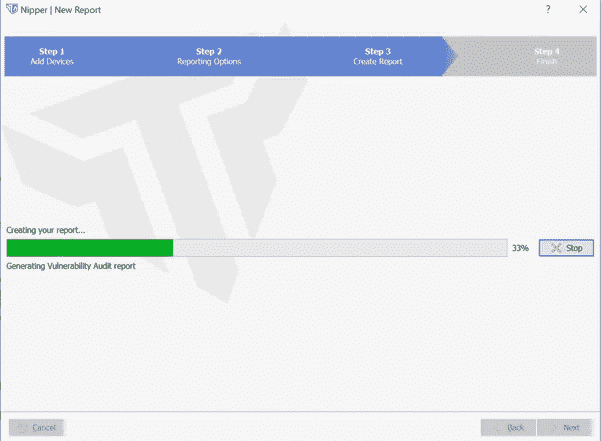 Nipper | New Report
?
Step 1
Add Devices
Step 2
Reporting Options
Step 3
Create Report
Step 4
Finish
Creating your report...
33%
Stop
Generating Vulnerability Audit report
Cancel
Back
Next